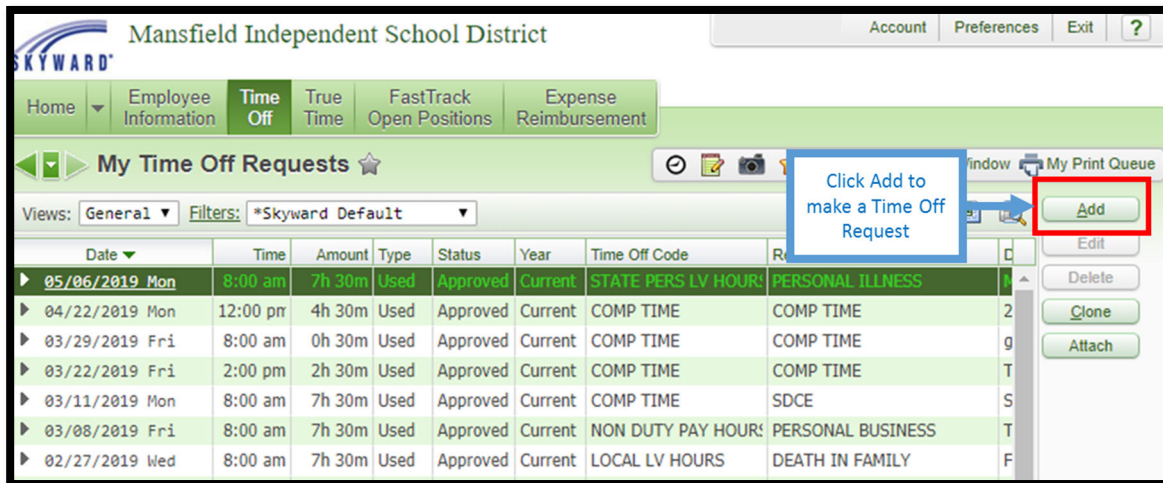 Mansfield Independent School District
Account Preferences Exit ?
SKYWARD
Home Employee Information Time Off True Time FastTrack Open Positions Expense Reimbursement
My Time Off Requests
My Print Queue
Click Add to
make a Time Off
Request
Views: General Filters: *Skyward Default
Add
Edit
Delete
Clone
Attach
Date Time Amount Type Status Year Time Off Code
05/06/2019 Mon 8:00 am 7h 30m Used Approved Current STATE PERS LV HOURS PERSONAL ILLNESS
04/22/2019 Mon 12:00 pm 4h 30m Used Approved Current COMP TIME COMP TIME 2
03/29/2019 Fri 8:00 am 0h 30m Used Approved Current COMP TIME COMP TIME g
03/22/2019 Fri 2:00 pm 2h 30m Used Approved Current COMP TIME COMP TIME T
03/11/2019 Mon 8:00 am 7h 30m Used Approved Current COMP TIME SDCE S
03/08/2019 Fri 8:00 am 7h 30m Used Approved Current NON DUTY PAY HOURS PERSONAL BUSINESS T
02/27/2019 Wed 8:00 am 7h 30m Used Approved Current LOCAL LV HOURS DEATH IN FAMILY F